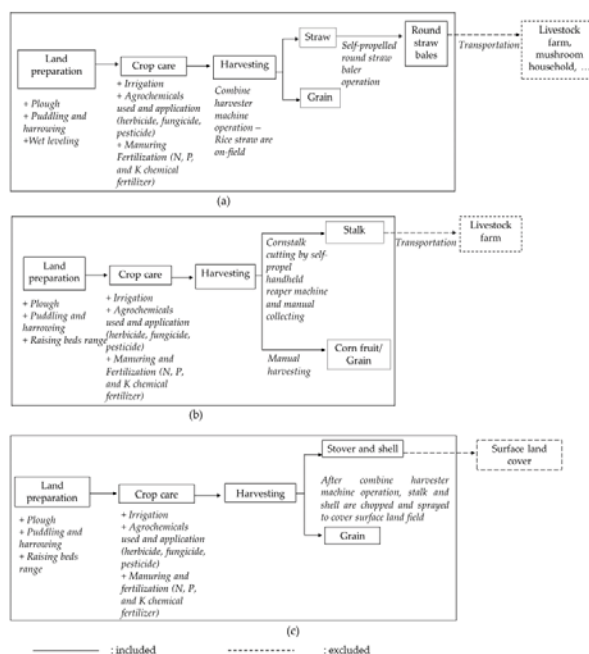 Land
preparation
+ Plough
+ Puddling and
harrowing
+Wet leveling
Crop care
+ Irrigation
+ Agrochemicals
used and application
(herbicide, fungicide,
pesticide)
+ Manuring
Fertilization (N, P,
and K chemical
fertilizer)
Harvesting
Combine
harvester
machine
operation –
Rice straw are
on-field
Straw
Grain
Self-propelled
round straw
baler
operation
Round
straw
bales
Transportation
Livestock
farm,
mushroom
household, ...
(a)
Land
preparation
+ Plough
+ Puddling and
harrowing
+ Raising beds range
Crop care
+ Irrigation
+ Agrochemicals
used and application
(herbicide, fungicide,
pesticide)
+ Manuring and
Fertilization (N, P,
and K chemical
fertilizer)
Harvesting
Cornstalk
cutting by self-
propel
handheld
reaper machine
and manual
collecting
Manual
harvesting
Stalk
Corn fruit/
Grain
Transportation
Livestock
farm
(b)
Land
preparation
+ Plough
+ Puddling and
harrowing
+ Raising beds
range
Crop care
+ Irrigation
+ Agrochemicals
used and application
(herbicide, fungicide,
pesticide)
+ Manuring and
fertilization (N, P,
and K chemical
fertilizer)
Harvesting
Stover and shell
After combine harvester
machine operation, stalk and
shell are chopped and sprayed
to cover surface land field
Grain
Surface land
cover
(c)
: included
: excluded